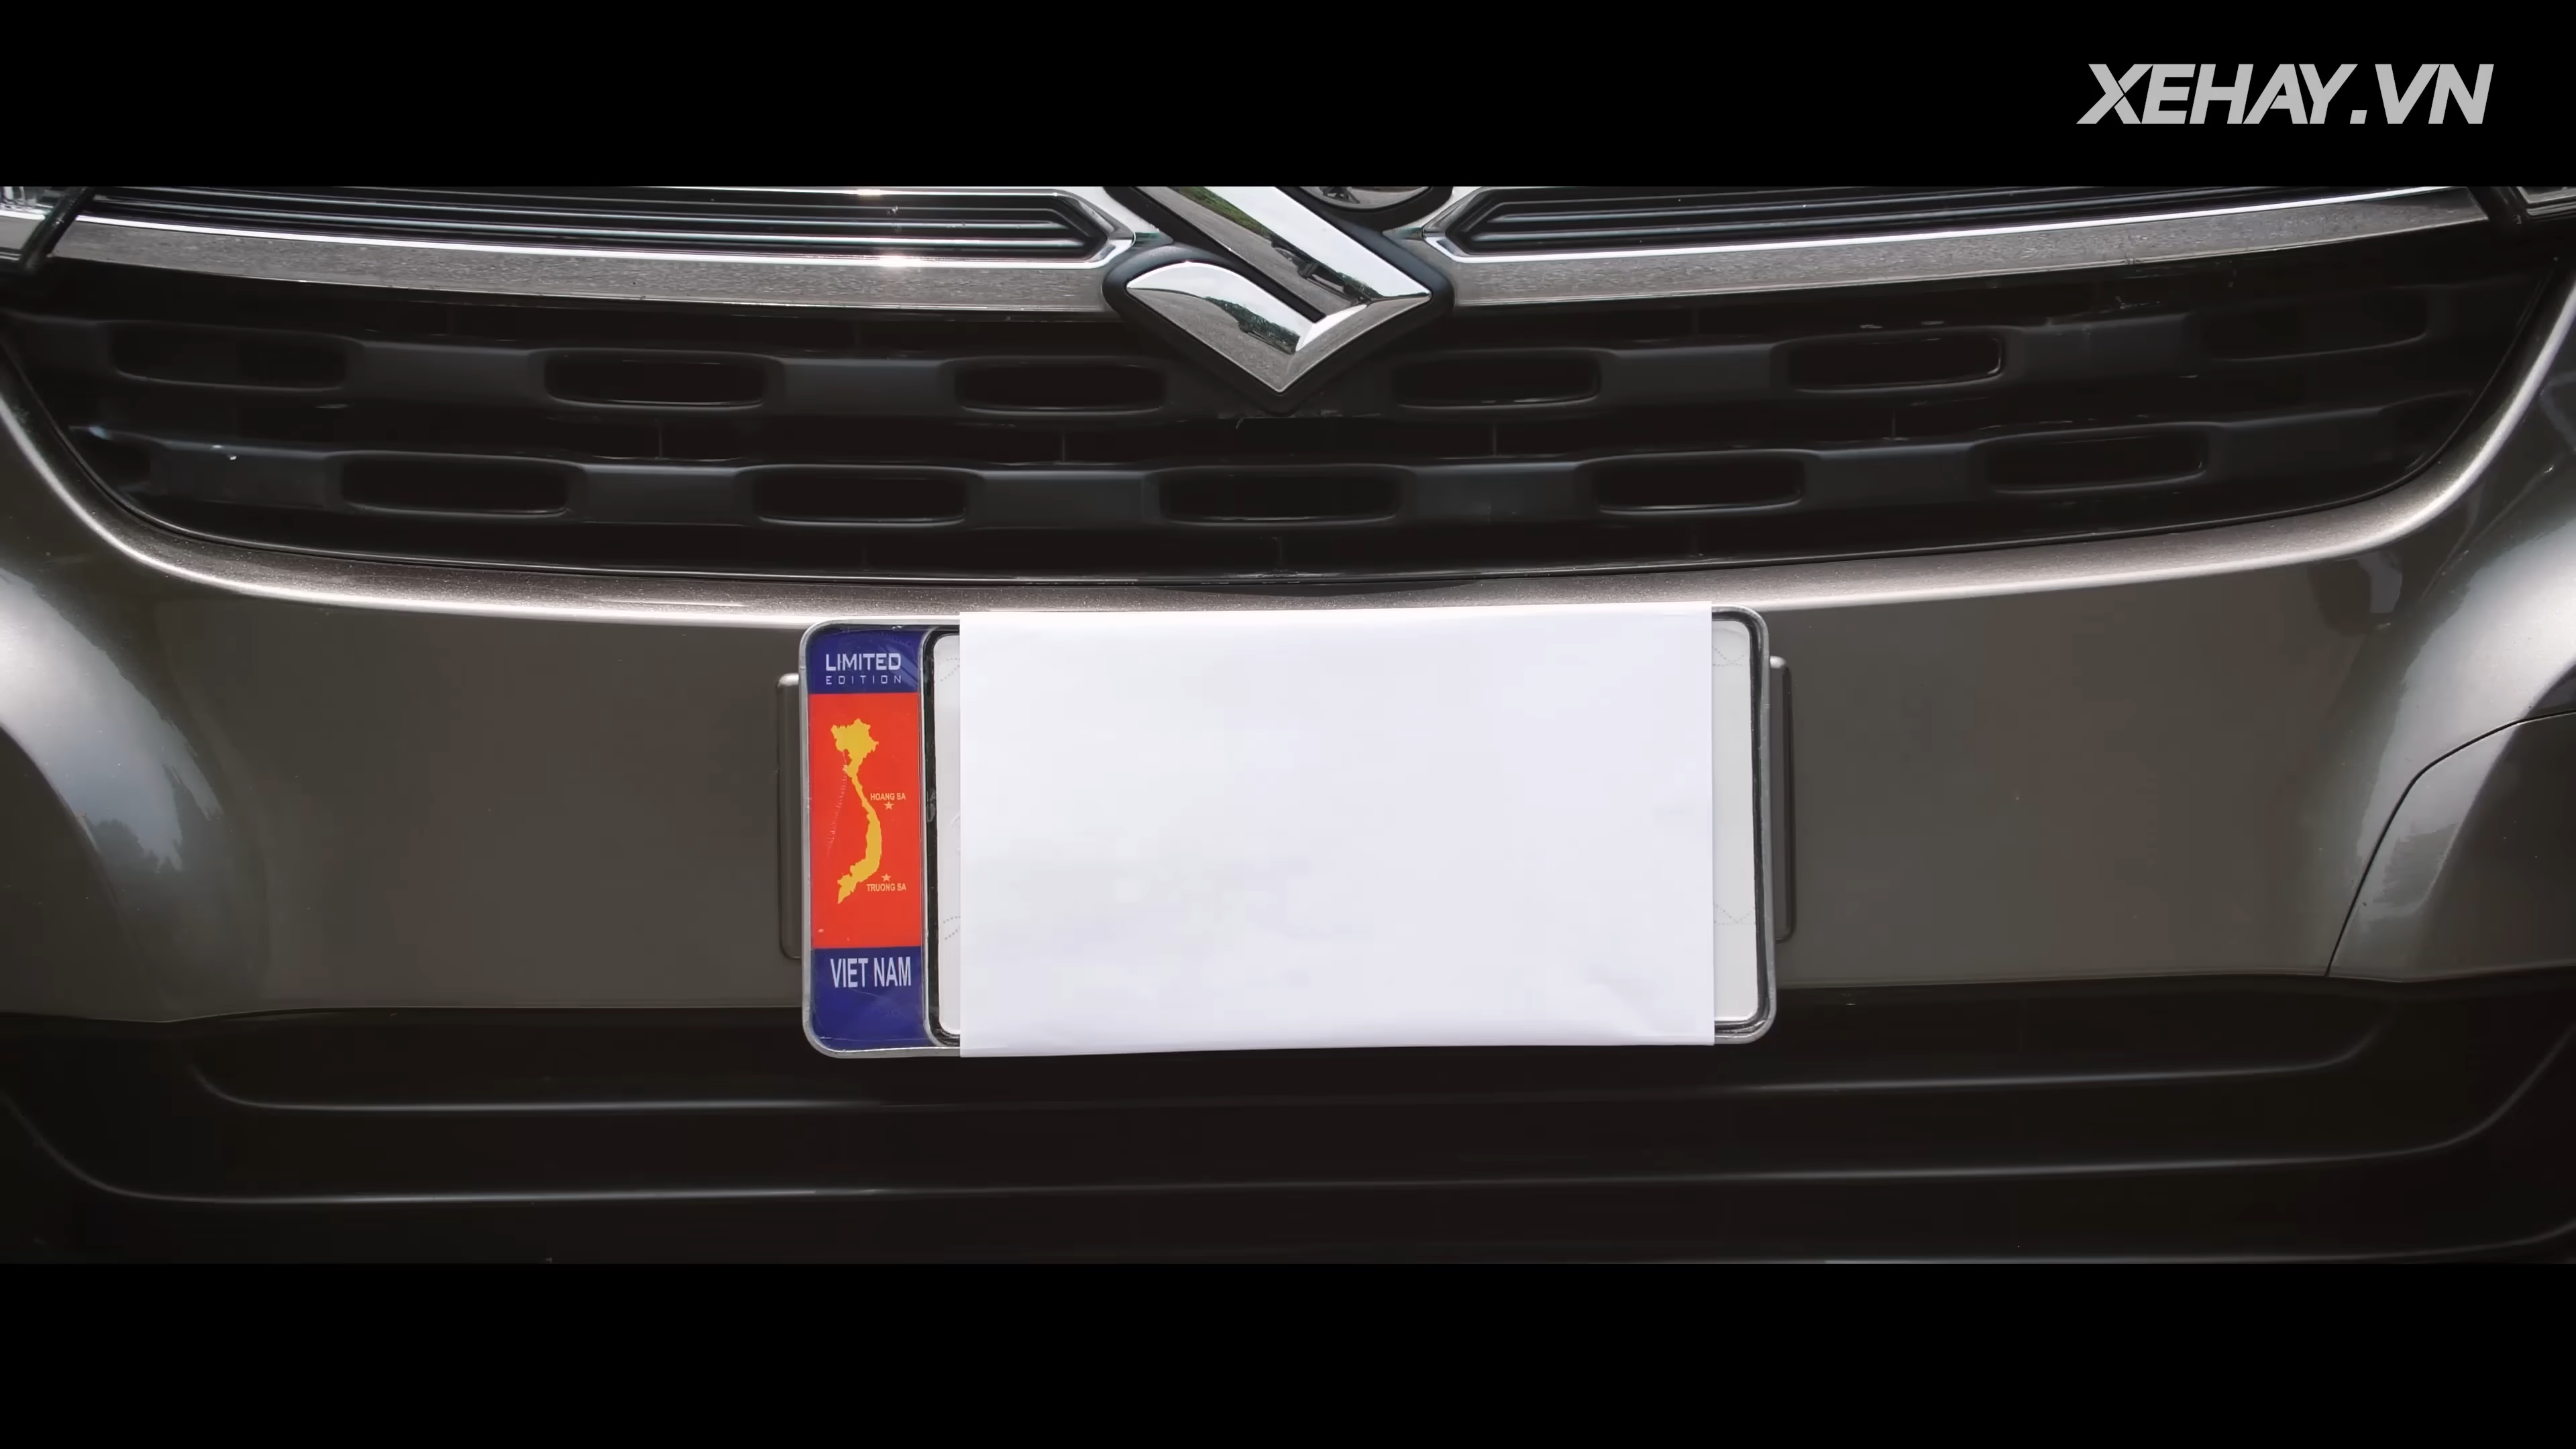 XEHAY.VN
LIMITED
EDITION
HOANG SA
TRUONG SA
VIET NAM